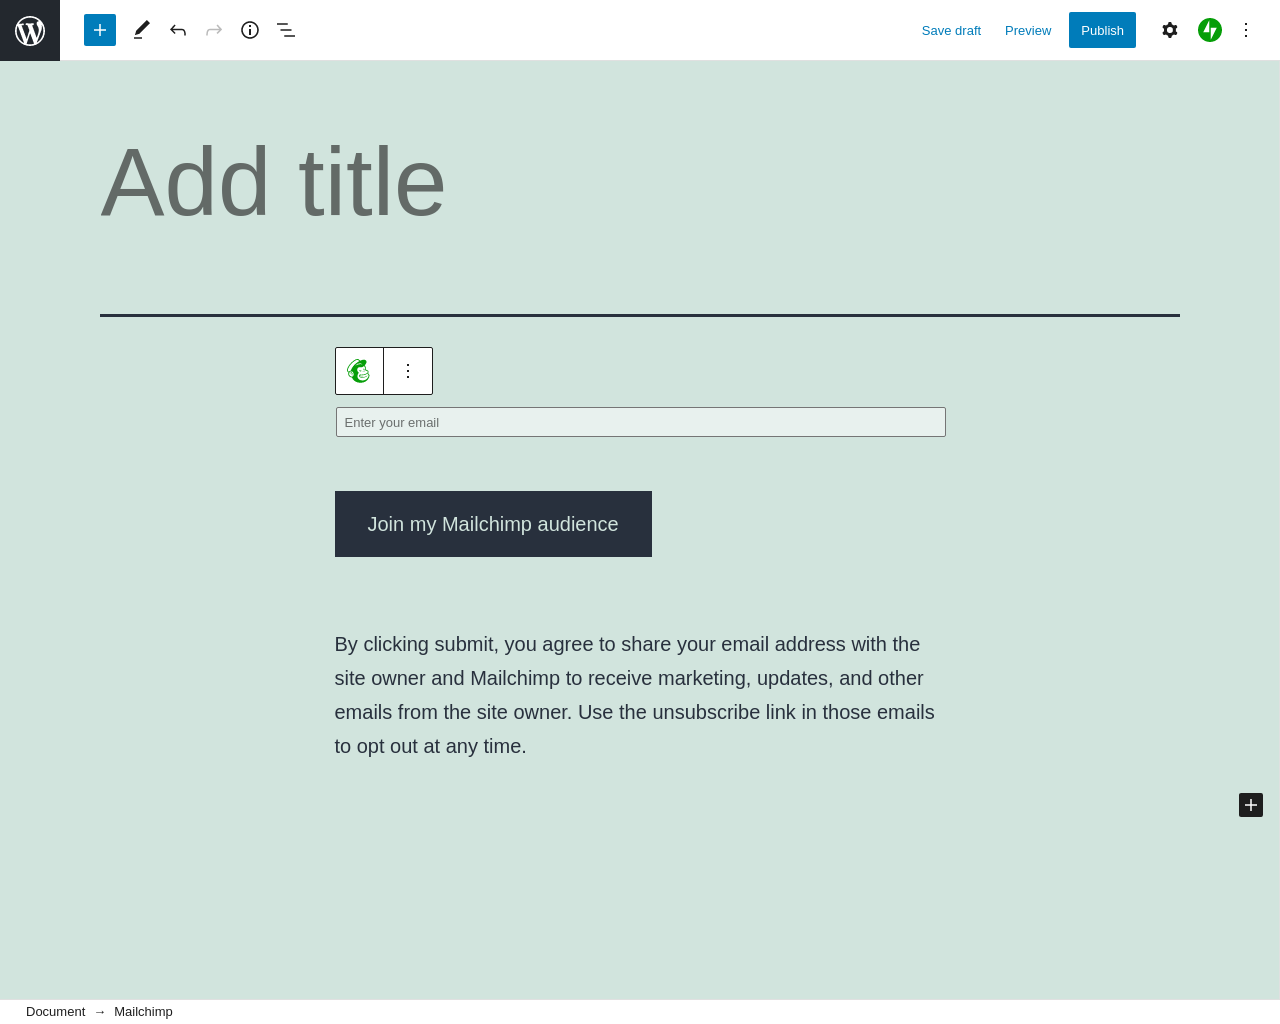 Save draft Preview Publish
Add title
Enter your email
Join my Mailchimp audience
By clicking submit, you agree to share your email address with the
site owner and Mailchimp to receive marketing, updates, and other
emails from the site owner. Use the unsubscribe link in those emails
to opt out at any time.
Document → Mailchimp